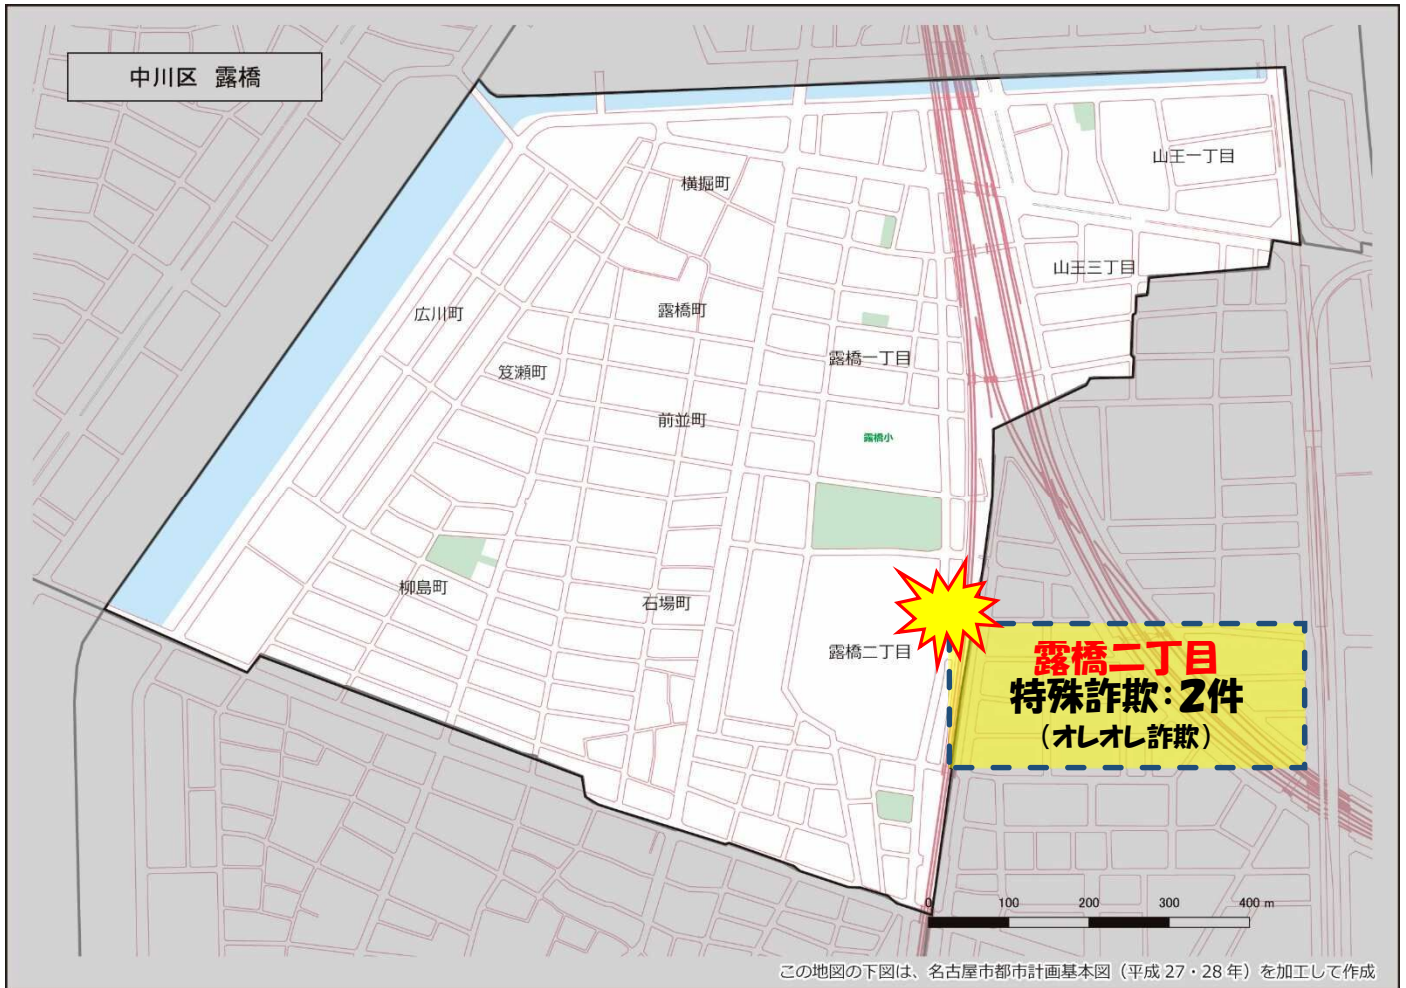 中川区 露橋
山王一丁目
横掘町
山王三丁目
広川町
露橋町
露橋一丁目
笈瀬町
前並町
露橋小
柳島町
石場町
露橋二丁目
露橋二丁目
特殊詐欺：2件
（オレオレ詐欺）
0 100 200 300 400 m
この地図の下図は、名古屋市都市計画基本図（平成 27・28 年）を加工して作成